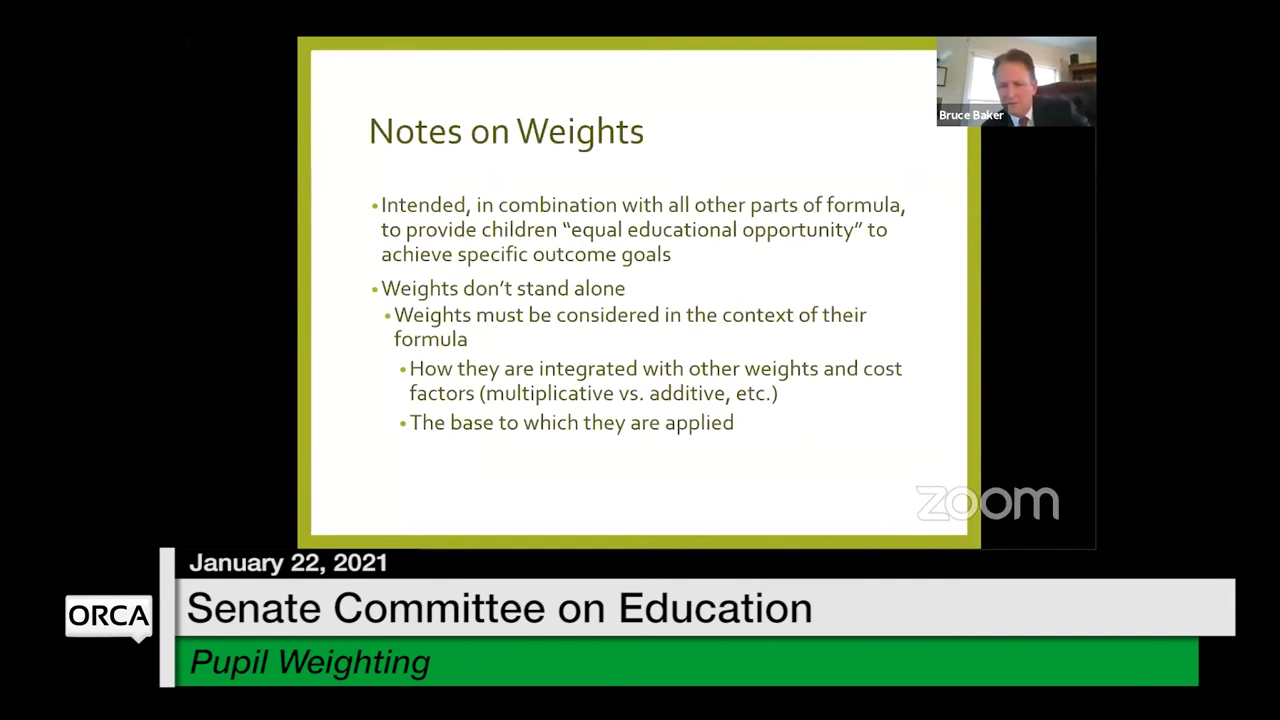 Bruce Baker
Notes on Weights
•Intended, in combination with all other parts of formula,
to provide children “equal educational opportunity” to
achieve specific outcome goals
•Weights don’t stand alone
•Weights must be considered in the context of their
formula
•How they are integrated with other weights and cost
factors (multiplicative vs. additive, etc.)
•The base to which they are applied
zoom
January 22, 2021
ORCA
Senate Committee on Education
Pupil Weighting